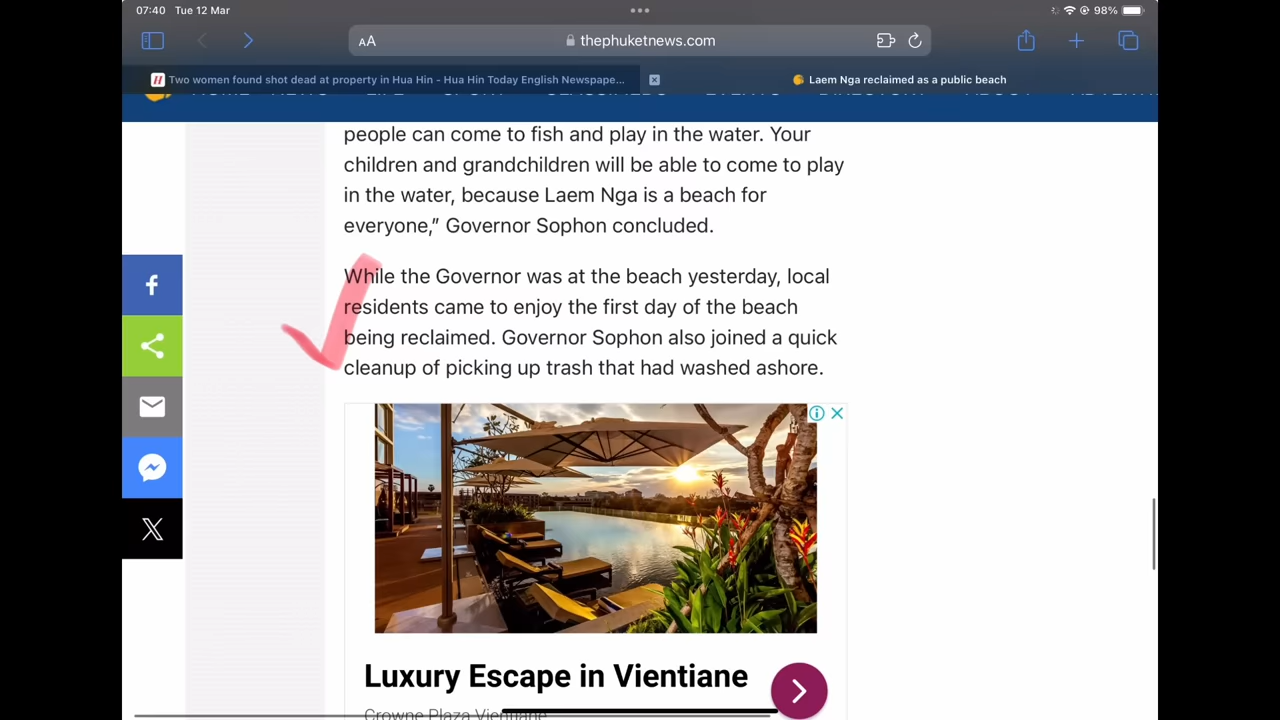 07:40 Tue 12 Mar
98%
AA
thephuketnews.com
Two women found shot dead at property in Hua Hin - Hua Hin Today English Newspape...
Laem Nga reclaimed as a public beach
people can come to fish and play in the water. Your
children and grandchildren will be able to come to play
in the water, because Laem Nga is a beach for
everyone,” Governor Sophon concluded.
While the Governor was at the beach yesterday, local
residents came to enjoy the first day of the beach
being reclaimed. Governor Sophon also joined a quick
cleanup of picking up trash that had washed ashore.
Luxury Escape in Vientiane
Crowne Plaza Vientiane